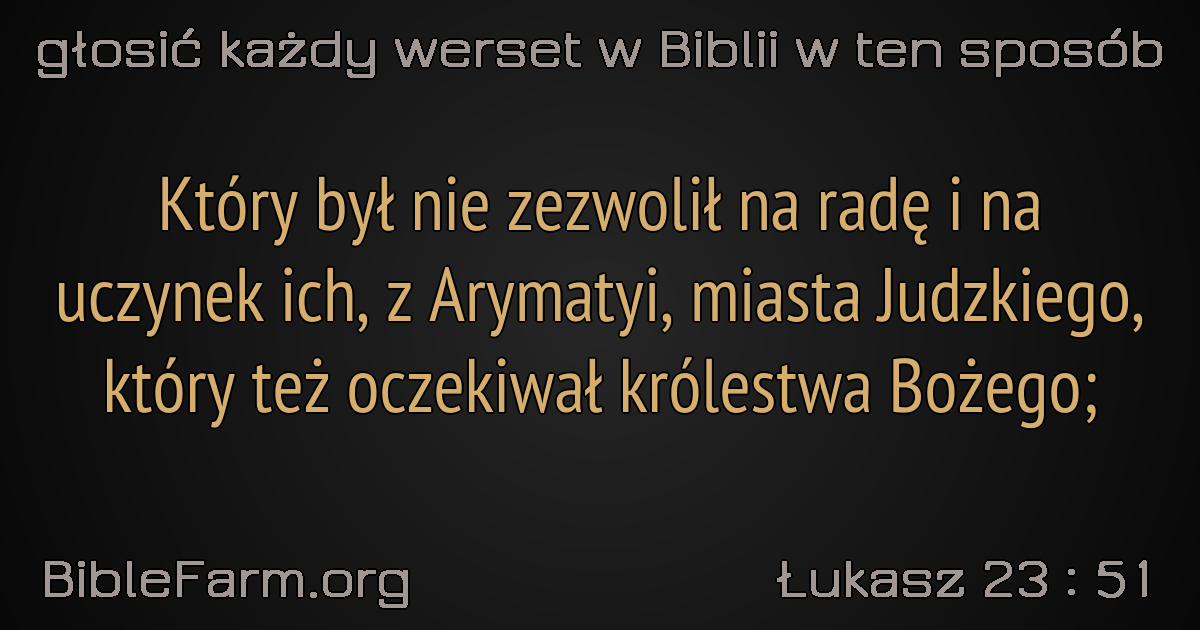 głosić każdy werset w Biblii w ten sposób
Który był nie zezwolił na radę i na
uczynek ich, z Arymatyi, miasta Judzkiego,
który też oczekiwał królestwa Bożego;
BibleFarm.org
Łukasz 23 : 51